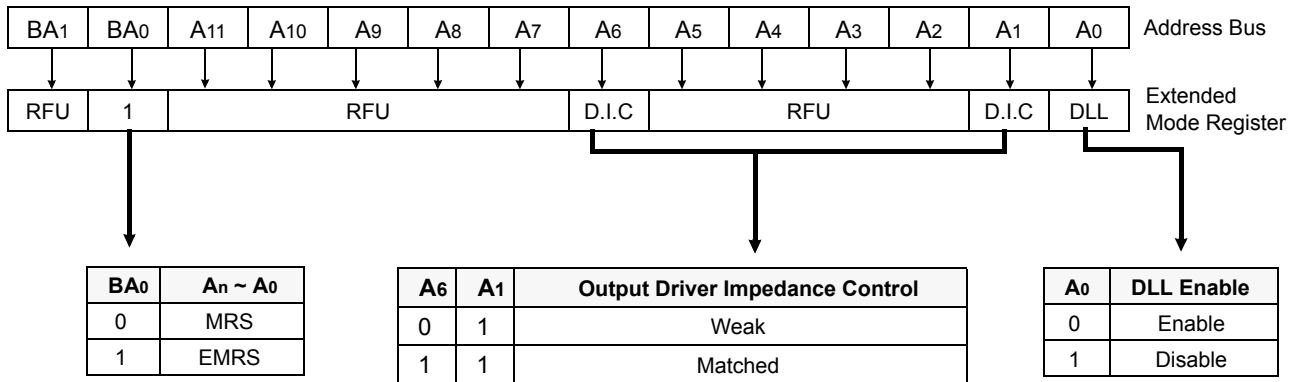 BA1 BA0 A11 A10 A9 A8 A7 A6 A5 A4 A3 A2 A1 A0 Address Bus
RFU 1 RFU D.I.C RFU D.I.C DLL Extended
Mode Register
BA0 An ~ A0
0 MRS
1 EMRS
A6 A1 Output Driver Impedance Control
0 1 Weak
1 1 Matched
A0 DLL Enable
0 Enable
1 Disable